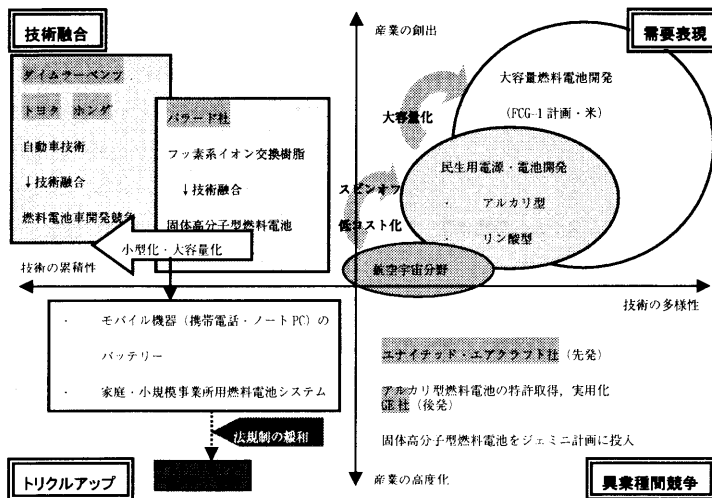 技術融合
産業の創出
需要表現
ダイムラーベンツ
トヨタ ホンダ
自動車技術
↓技術融合
燃料電池車開発競争
バラード社
フッ素系イオン交換樹脂
↓技術融合
固体高分子型燃料電池
小型化・大容量化
大容量燃料電池開発
(FCG-1 計画・米)
大容量化
民生用電源・電池開発
・ アルカリ型
・ リン酸型
スピンオフ
低コスト化
航空宇宙分野
技術の累積性
技術の多様性
・ モバイル機器（携帯電話・ノート PC）の
バッテリー
・ 家庭・小規模事業所用燃料電池システム
法規制の緩和
ユナイテッド・エアクラフト社 (先発)
アルカリ型燃料電池の特許取得，実用化
GE 社 (後発)
固体高分子型燃料電池をジェミニ計画に投入
トリクルアップ
産業の高度化
異業種間競争